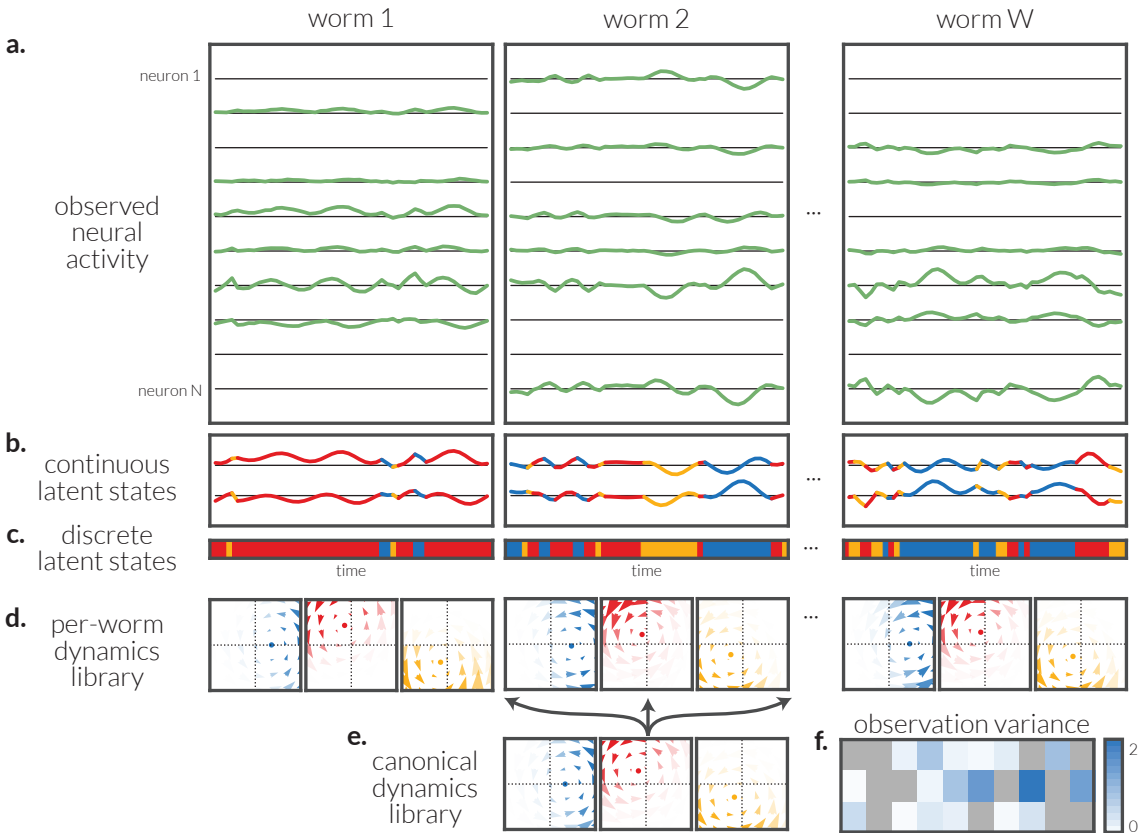 worm 1
worm 2
worm W
a.
neuron 1
observed
neural
activity
...
neuron N
b.
continuous
latent states
...
c.
discrete
latent states
...
time
time
time
d.
per-worm
dynamics
library
...
e.
canonical
dynamics
library
f.
observation variance
2
0